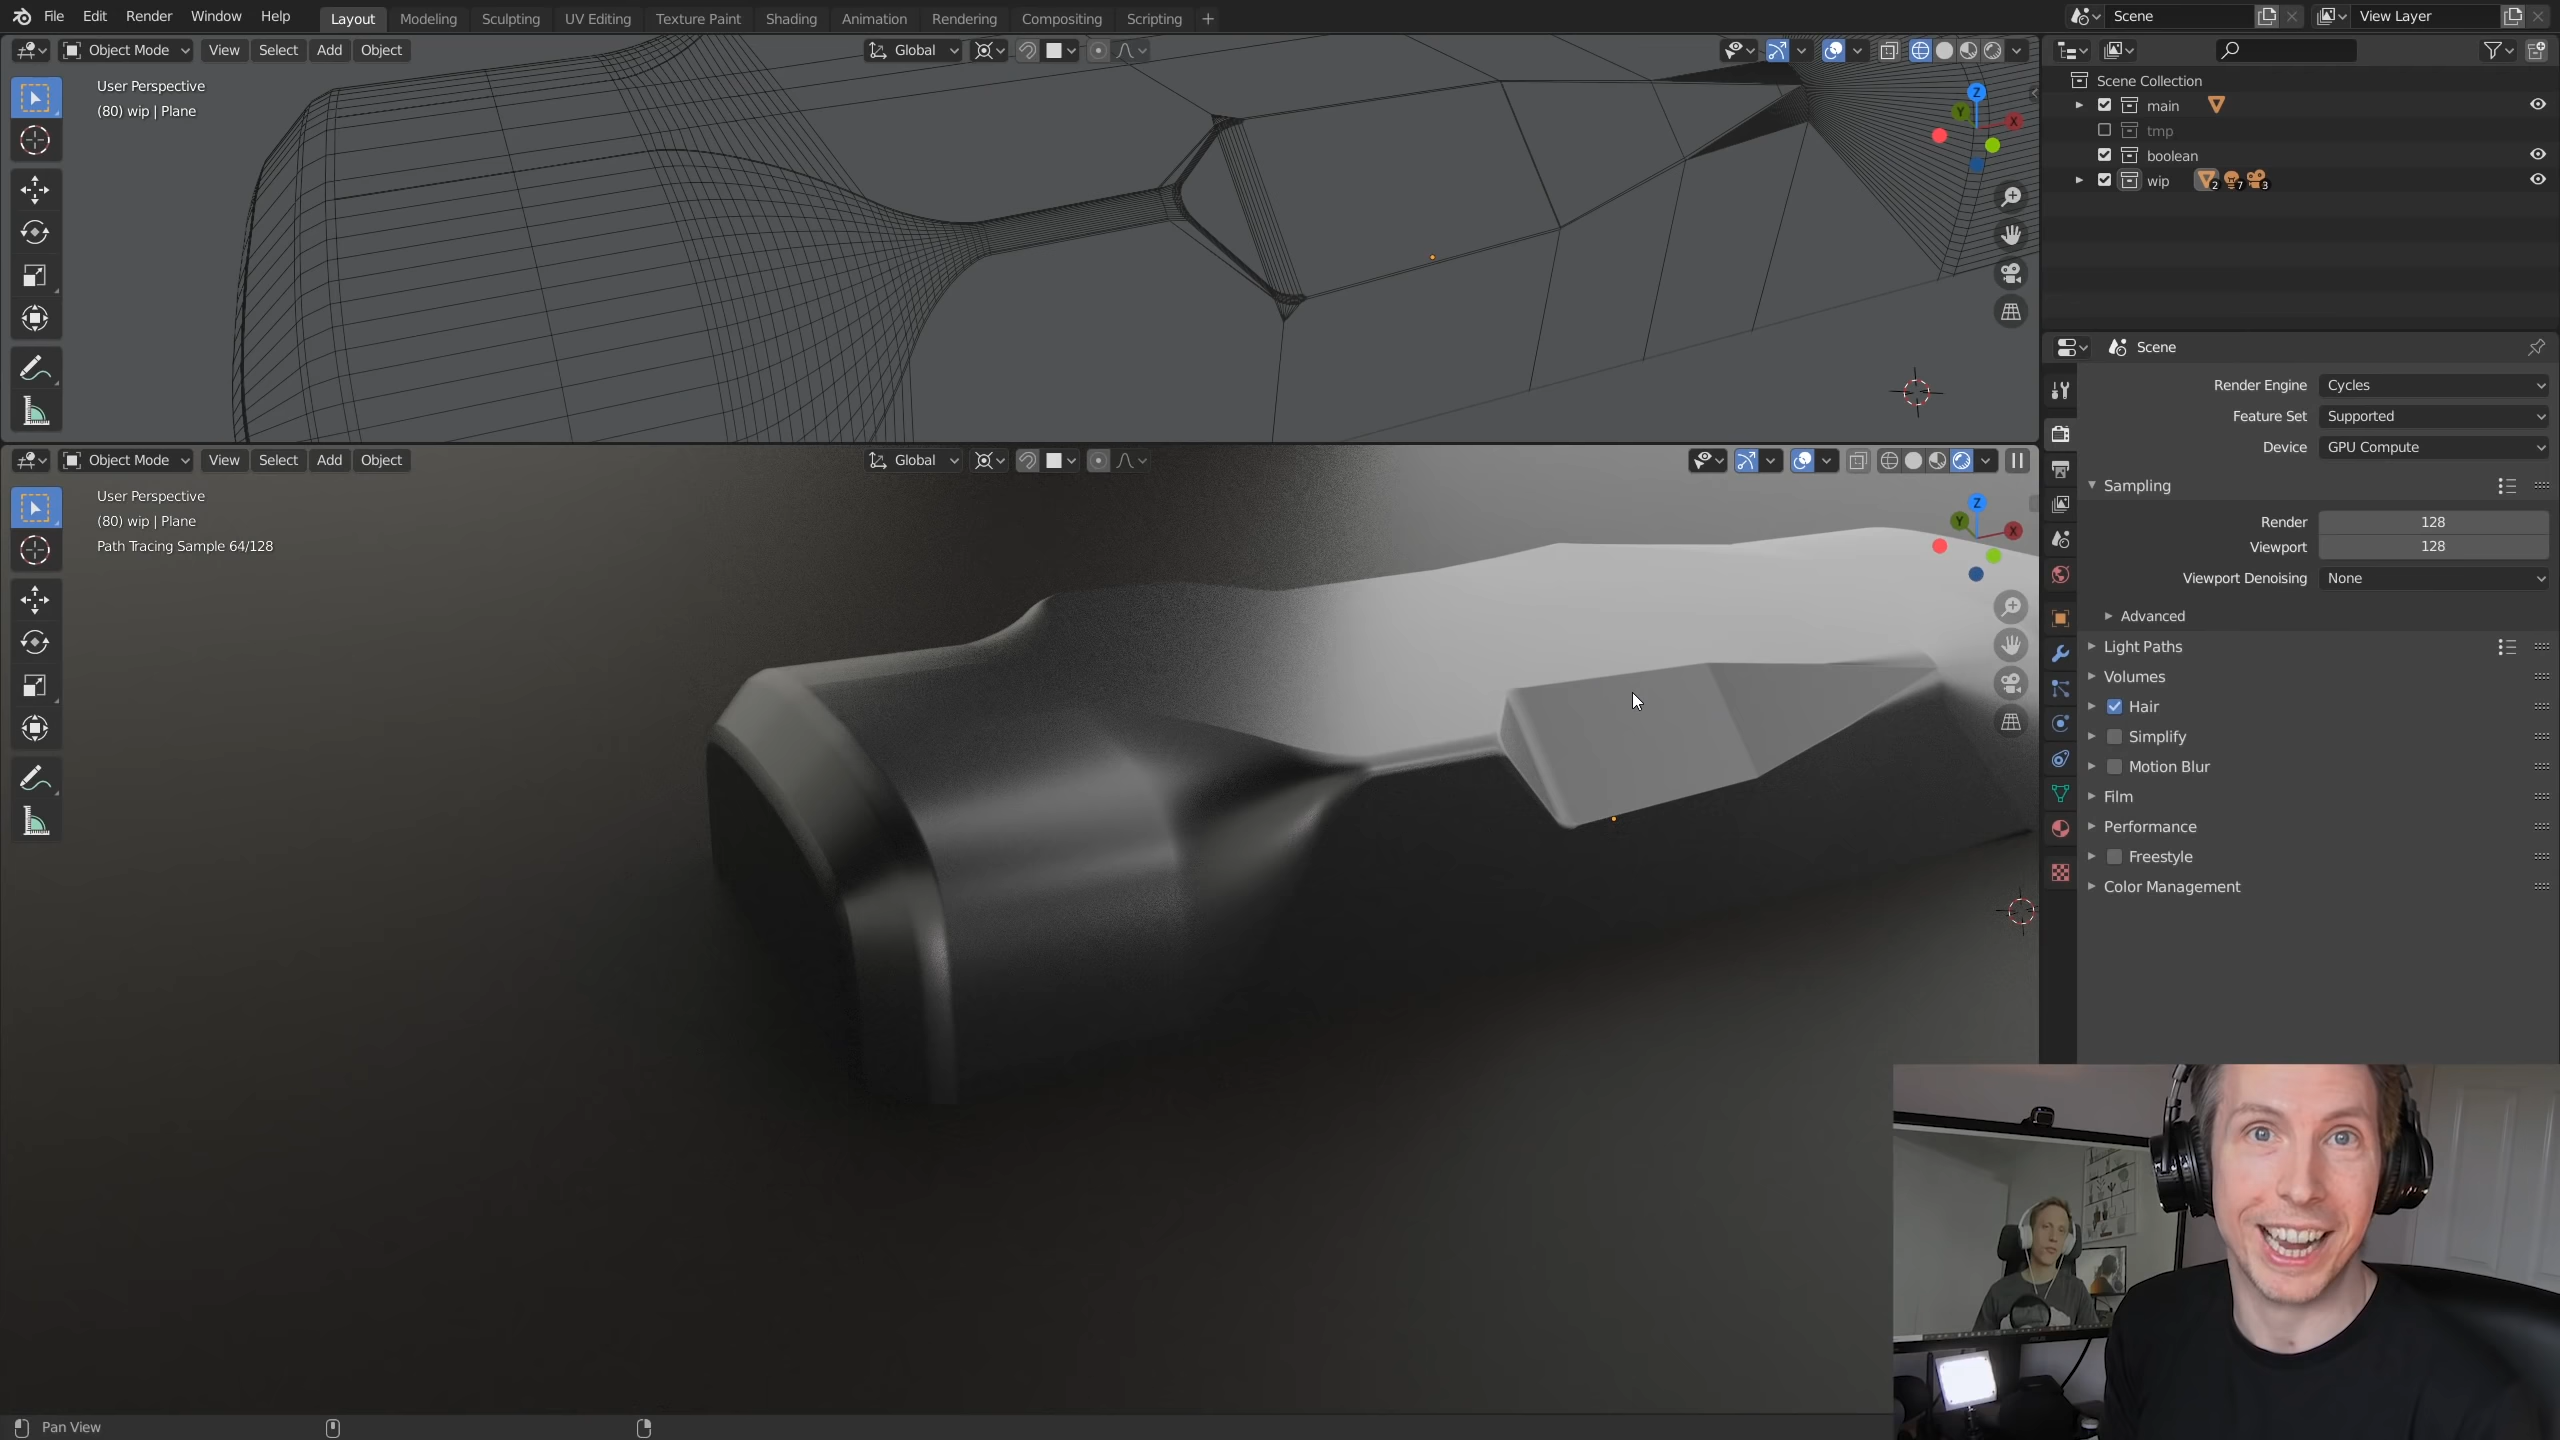 File Edit Render Window Help Layout Modeling Sculpting UV Editing Texture Paint Shading Animation Rendering Compositing Scripting + Scene View Layer
Object Mode View Select Add Object Global
User Perspective
(80) wip | Plane
Z
Y
X
Scene Collection
main
tmp
boolean
wip 2 7 3
Scene
Render Engine Cycles
Feature Set Supported
Device GPU Compute
Sampling
Render 128
Viewport 128
Viewport Denoising None
Advanced
Light Paths
Volumes
Hair
Simplify
Motion Blur
Film
Performance
Freestyle
Color Management
Object Mode View Select Add Object Global
User Perspective
(80) wip | Plane
Path Tracing Sample 64/128
Z
Y
X
Pan View